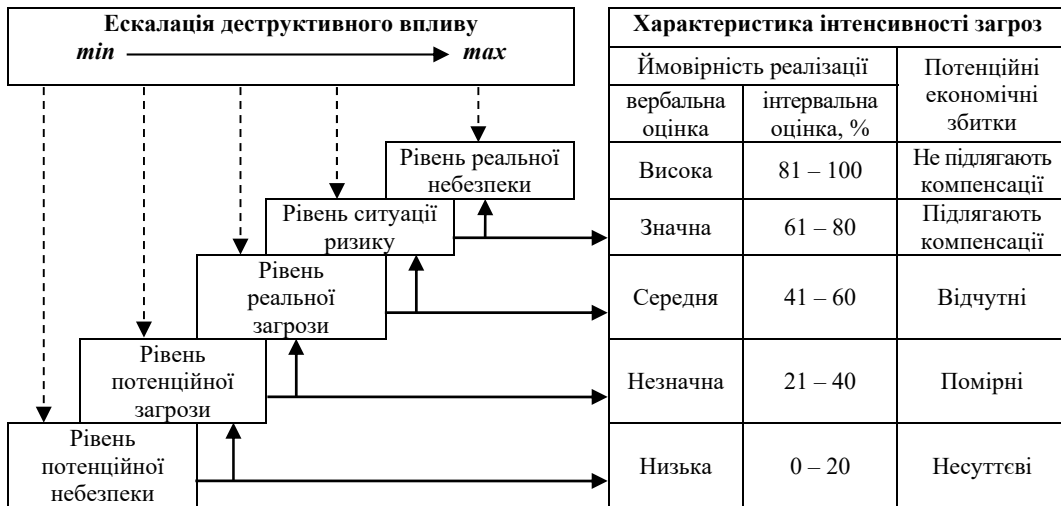 Ескалація деструктивного впливу
min max
Характеристика інтенсивності загроз
Ймовірність реалізації
Потенційні
економічні
збитки
вербальна
оцінка
інтервальна
оцінка, %
Рівень реальної
небезпеки
Висока
81 – 100
Не підлягають
компенсації
Рівень ситуації
ризику
Значна
61 – 80
Підлягають
компенсації
Рівень
реальної
загрози
Середня
41 – 60
Відчутні
Рівень
потенційної
загрози
Незначна
21 – 40
Помірні
Рівень
потенційної
небезпеки
Низька
0 – 20
Несуттєві